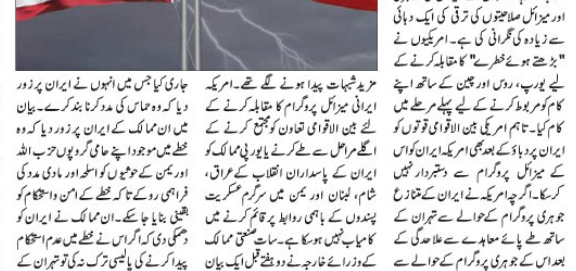 اور میزائل صلاحیتوں کی ترقی کی ایک دہائی
سے زیادہ کی نگرانی کی ہے۔ امریکیوں نے
"بڑھتے ہوئے خطرے" کا مقابلہ کرنے کے
لیے یورپ، روس اور چین کے ساتھ اپنے
کام کو مربوط کرنے کے لیے پہلے مرحلے میں
کام کیا۔ تاہم امریکی بین الاقوامی قوتوں کو
ایران پر دباؤ کے بعد بھی امریکہ ایران کو اس
کے میزائل پروگرام سے دستبردار نہیں
کر سکا۔ اگرچہ امریکہ نے ایران کے متنازع
جوہری پروگرام کے حوالے سے تہران کے
ساتھ طے پائے معاہدے سے علاحدگی کے
بعد اس کے جوہری پروگرام کے حوالے سے
مزید شبہات پیدا ہونے لگے تھے۔ امریکہ
ایرانی میزائل پروگرام کا مقابلہ کرنے کے
لئے بین الاقوامی تعاون کو مجتمع کرنے کے
اگلے مراحل سے طے کرنے یا یورپی ممالک کو
ایران کے پاسداران انقلاب کے عراق،
شام، لبنان اور یمن میں سرگرم عسکریت
پسندوں کے باہمی روابط پر قائم کرنے میں
کامیاب نہیں ہو سکا ہے۔ سات صنعتی ممالک
کے وزرائے خارجہ نے دو ہفتے قبل ایک بیان
جاری کیا جس میں انہوں نے ایران پر زور
دیا کہ وہ حماس کی مدد کرنا بند کرے۔ بیان
میں ان ممالک کے ایران پر زور دیا کہ وہ
خطے میں موجود اپنے حامی گروپوں حزب اللہ
اور یمن کے حوثیوں کو اسلحہ اور مادی مدد کی
فراہمی روکے تاکہ خطے کے امن و استحکام کو
یقینی بنایا جا سکے۔ ان ممالک نے ایران کو
دھمکی دی کہ اگر اس نے خطے میں عدم استحکام
پیدا کرنے کی پالیسی ترک نہ کی تو تہران کے